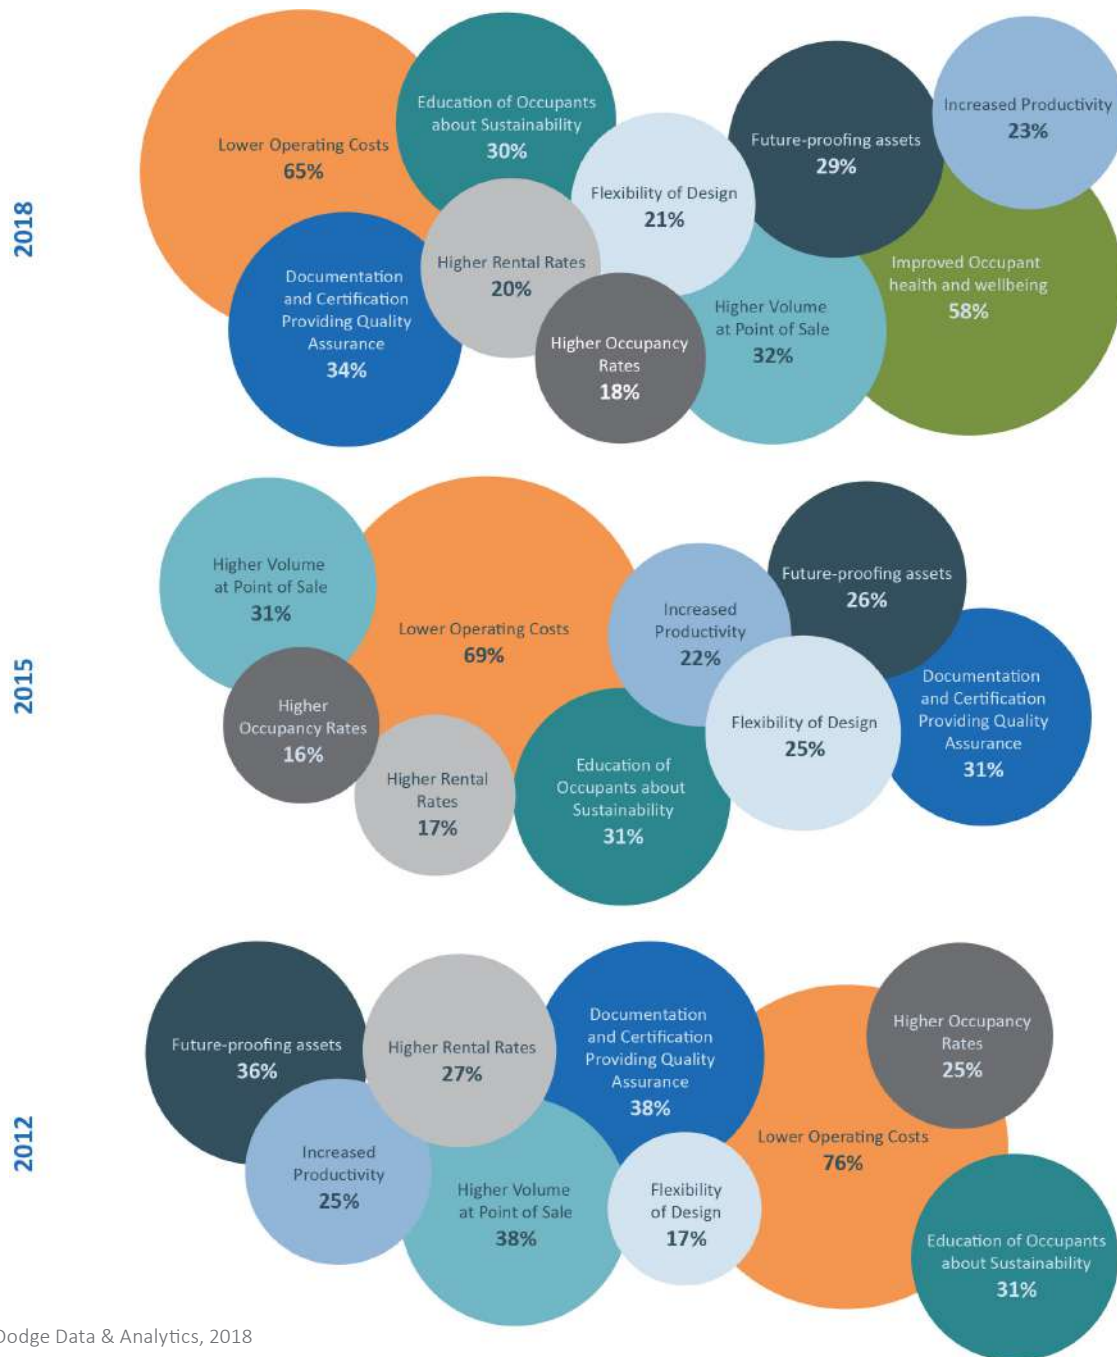 2018
Lower Operating Costs
65%
Education of Occupants
about Sustainability
30%
Flexibility of Design
21%
Future-proofing assets
29%
Increased Productivity
23%
Documentation
and Certification
Providing Quality
Assurance
34%
Higher Rental Rates
20%
Higher Occupancy
Rates
18%
Higher Volume
at Point of Sale
32%
Improved Occupant
health and wellbeing
58%
2015
Higher Volume
at Point of Sale
31%
Lower Operating Costs
69%
Increased
Productivity
22%
Future-proofing assets
26%
Higher
Occupancy Rates
16%
Higher Rental
Rates
17%
Education of
Occupants about
Sustainability
31%
Flexibility of Design
25%
Documentation
and Certification
Providing Quality
Assurance
31%
2012
Future-proofing assets
36%
Higher Rental Rates
27%
Documentation
and Certification
Providing Quality
Assurance
38%
Higher Occupancy
Rates
25%
Lower Operating Costs
76%
Increased
Productivity
25%
Higher Volume
at Point of Sale
38%
Flexibility
of Design
17%
Education of Occupants
about Sustainability
31%
Dodge Data & Analytics, 2018